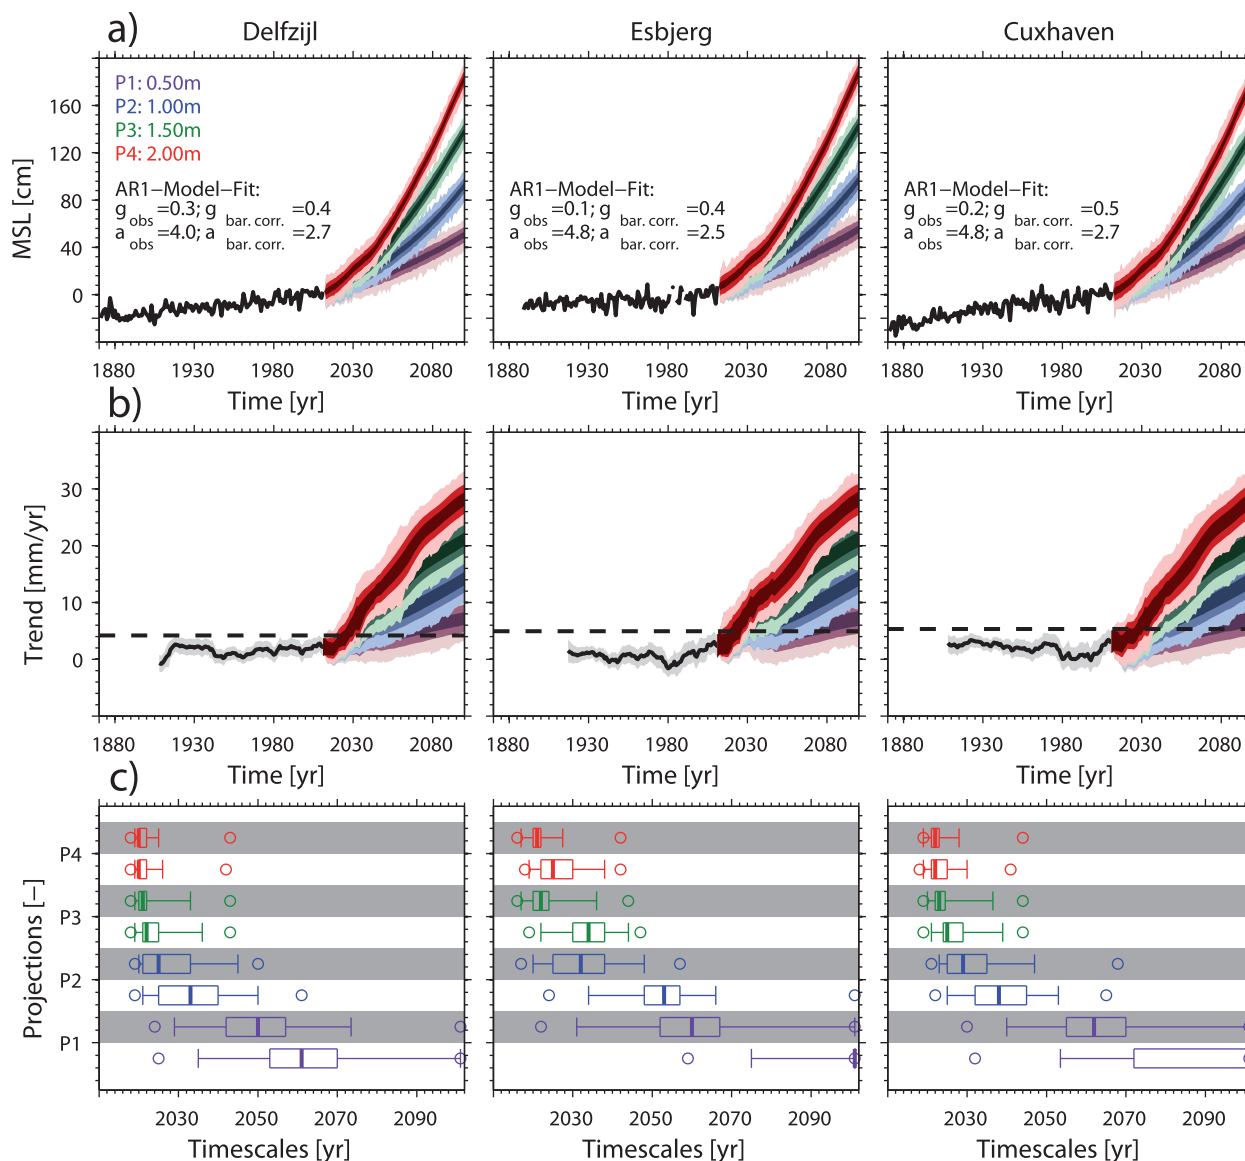 a) Delfzijl Esbjerg Cuxhaven
P1: 0.50m
P2: 1.00m
P3: 1.50m
P4: 2.00m
MSL [cm]
160
120
80
40
0
AR1–Model–Fit:
g obs =0.3; g bar. corr. =0.4
a obs =4.0; a bar. corr. =2.7
AR1–Model–Fit:
g obs =0.1; g bar. corr. =0.4
a obs =4.8; a bar. corr. =2.5
AR1–Model–Fit:
g obs =0.2; g bar. corr. =0.5
a obs =4.8; a bar. corr. =2.7
1880 1930 1980 2030 2080 1880 1930 1980 2030 2080 1880 1930 1980 2030 2080
Time [yr] Time [yr] Time [yr]
b)
Trend [mm/yr]
30
20
10
0
1880 1930 1980 2030 2080 1880 1930 1980 2030 2080 1880 1930 1980 2030 2080
Time [yr] Time [yr] Time [yr]
c)
Projections [–]
P4
P3
P2
P1
2030 2050 2070 2090 2030 2050 2070 2090 2030 2050 2070 2090
Timescales [yr] Timescales [yr] Timescales [yr]